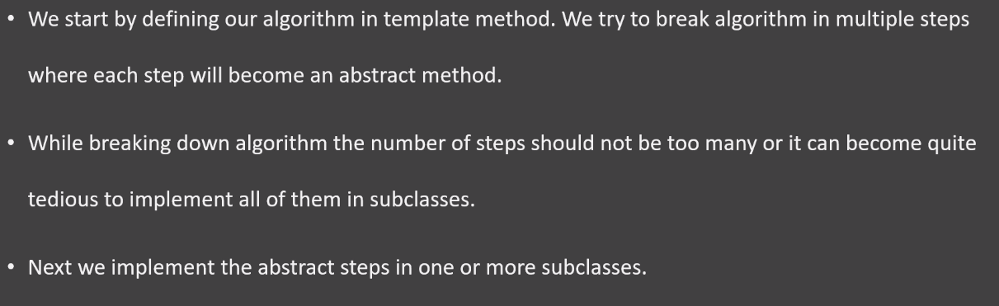 • We start by defining our algorithm in template method. We try to break algorithm in multiple steps
where each step will become an abstract method.
• While breaking down algorithm the number of steps should not be too many or it can become quite
tedious to implement all of them in subclasses.
• Next we implement the abstract steps in one or more subclasses.